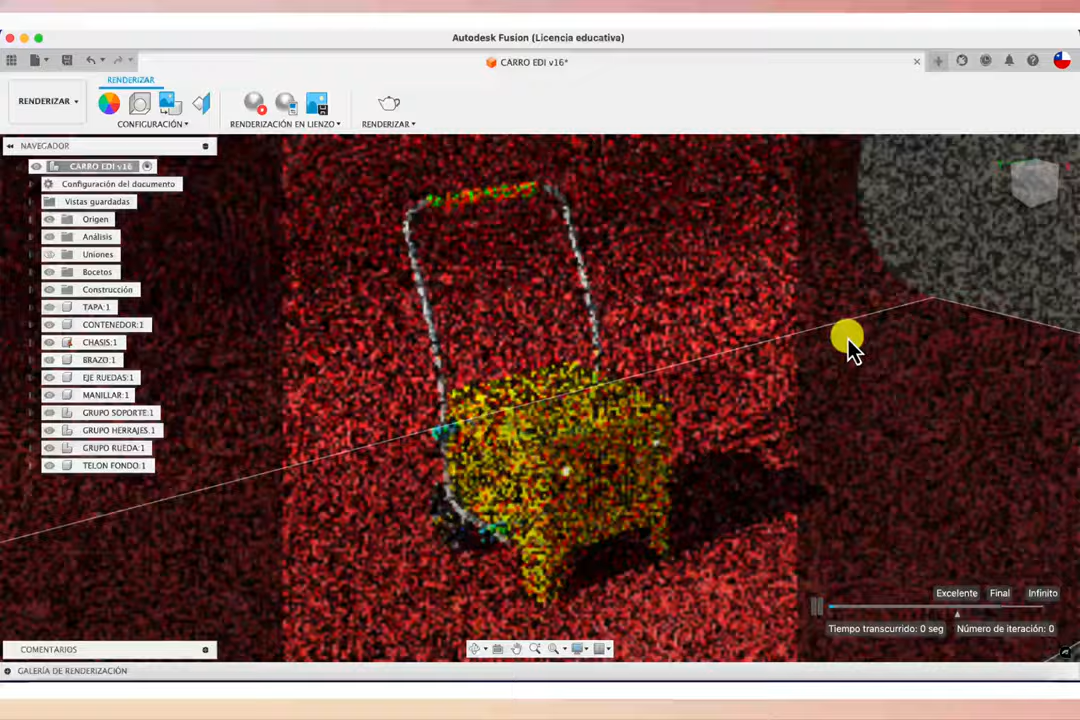 Autodesk Fusion (Licencia educativa)
CARRO EDI v16*
RENDERIZAR
RENDERIZAR
CONFIGURACIÓN
RENDERIZACIÓN EN LIENZO
RENDERIZAR
NAVEGADOR
CARRO EDI v16
Configuración del documento
Vistas guardadas
Origen
Análisis
Uniones
Bocetos
Construcción
TAPA:1
CONTENEDOR:1
CHASIS:1
BRAZO:1
EJE RUEDAS:1
MANILLAR:1
GRUPO SOPORTE:1
GRUPO HERRAJES:1
GRUPO RUEDA:1
TELON FONDO:1
Excelente Final Infinito
Tiempo transcurrido: 0 seg Número de iteración: 0
COMENTARIOS
GALERÍA DE RENDERIZACIÓN